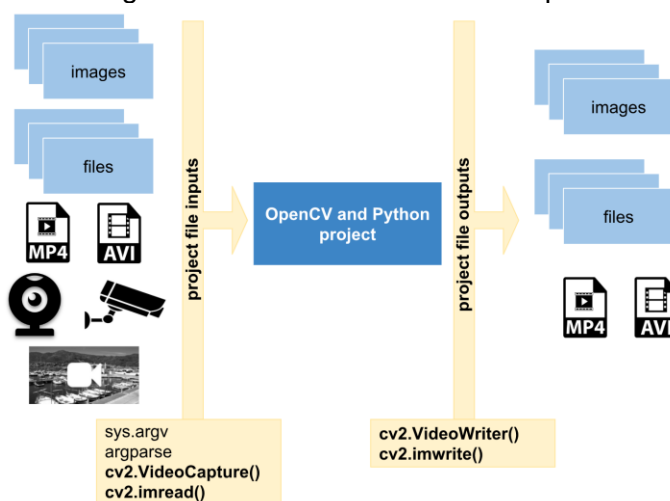 images
files
MP4
AVI
project file inputs
OpenCV and Python
project
project file outputs
images
files
MP4
AVI
sys.argv
argparse
cv2.VideoCapture()
cv2.imread()
cv2.VideoWriter()
cv2.imwrite()